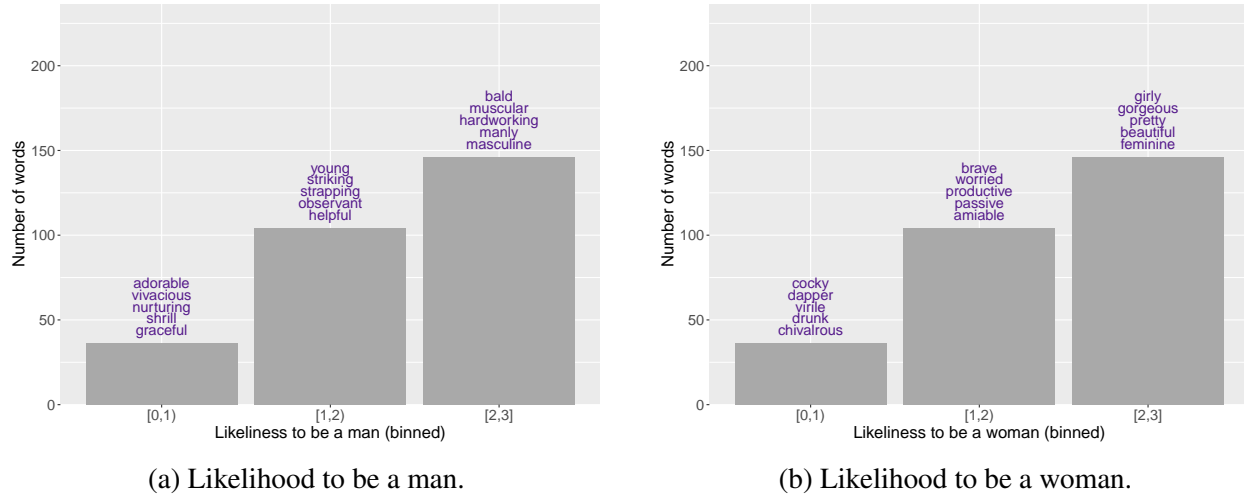 Number of words
200
150
100
50
0
bald
muscular
hardworking
manly
masculine
young
striking
strapping
observant
helpful
adorable
vivacious
nurturing
shrill
graceful
[0,1)
[1,2)
[2,3]
Likeliness to be a man (binned)
(a) Likelihood to be a man.
Number of words
200
150
100
50
0
girly
gorgeous
pretty
beautiful
feminine
brave
worried
productive
passive
amiable
cocky
dapper
virile
drunk
chivalrous
[0,1)
[1,2)
[2,3]
Likeliness to be a woman (binned)
(b) Likelihood to be a woman.